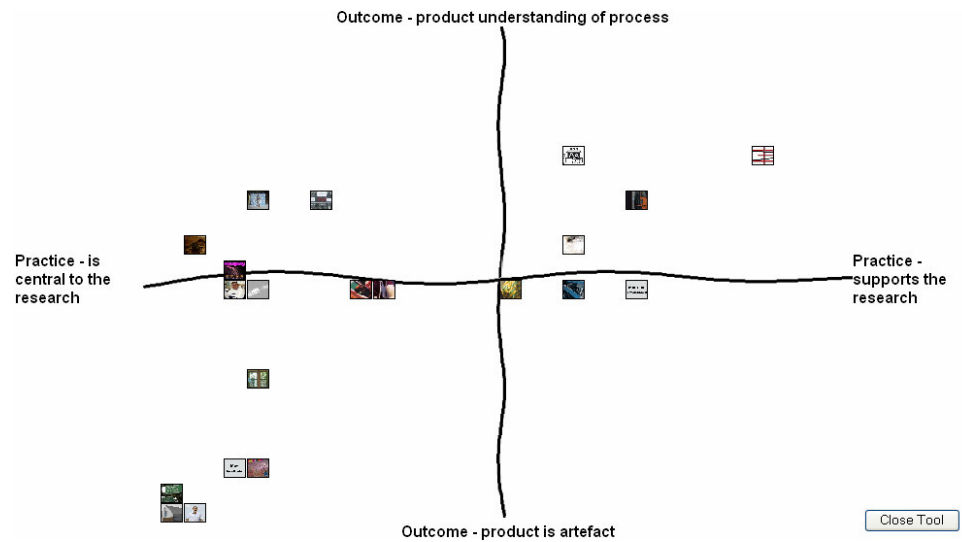 Outcome - product understanding of process
Practice - is
central to the
research
Practice -
supports the
research
Outcome - product is artefact
Close Tool